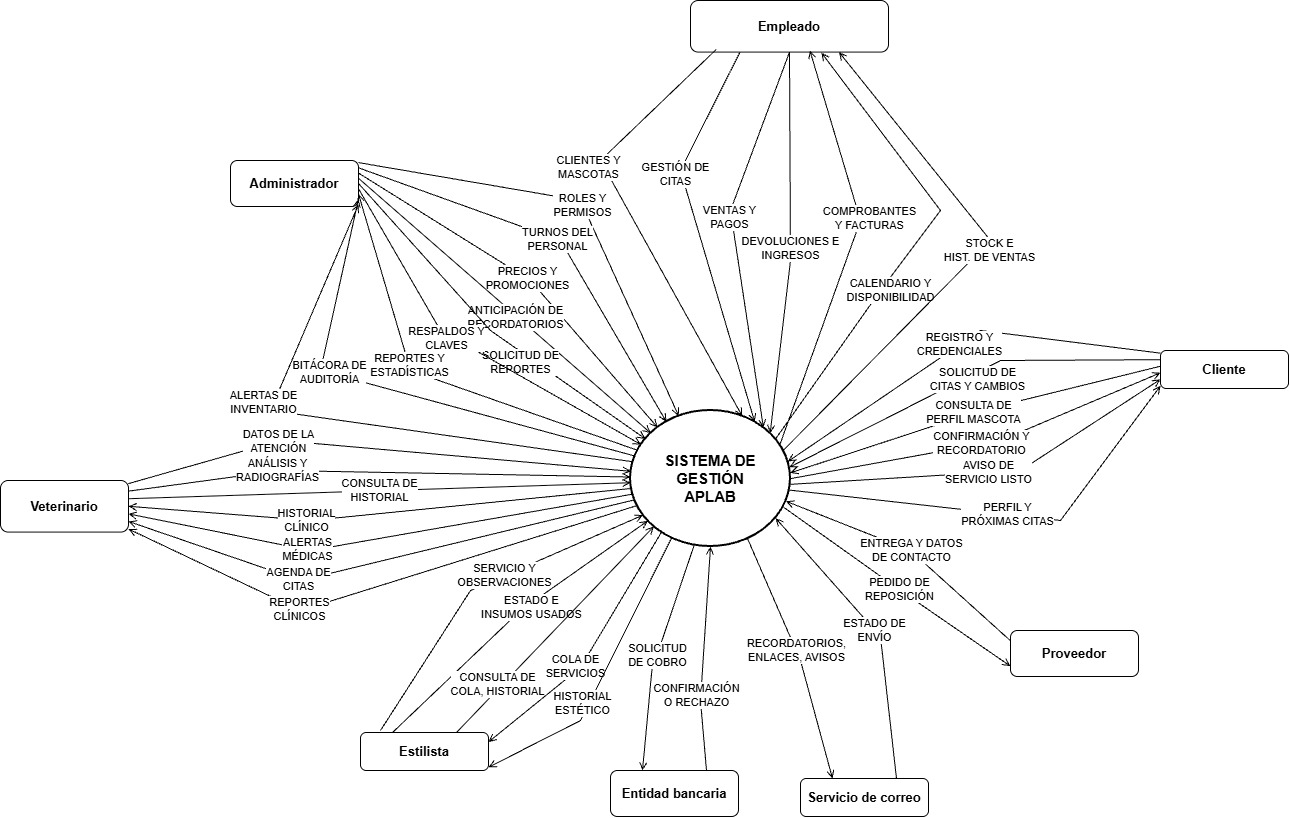 Empleado
CLIENTES Y
MASCOTAS
GESTIÓN DE
CITAS
Administrador
ROLES Y
PERMISOS
VENTAS Y
PAGOS
COMPROBANTES
Y FACTURAS
TURNOS DEL
PERSONAL
DEVOLUCIONES E
INGRESOS
STOCK E
HIST. DE VENTAS
PRECIOS Y
PROMOCIONES
CALENDARIO Y
DISPONIBILIDAD
ANTICIPACIÓN DE
RECORDATORIOS
RESPALDOS Y
CLAVES
SOLICITUD DE
REPORTES
REPORTES Y
ESTADÍSTICAS
BITÁCORA DE
AUDITORÍA
ALERTAS DE
INVENTARIO
REGISTRO Y
CREDENCIALES
Cliente
SOLICITUD DE
CITAS Y CAMBIOS
CONSULTA DE
PERFIL MASCOTA
CONFIRMACIÓN Y
RECORDATORIO
AVISO DE
SERVICIO LISTO
PERFIL Y
PRÓXIMAS CITAS
SISTEMA DE
GESTIÓN
APLAB
DATOS DE LA
ATENCIÓN
ANÁLISIS Y
RADIOGRAFÍAS
CONSULTA DE
HISTORIAL
Veterinario
HISTORIAL
CLÍNICO
ALERTAS
MÉDICAS
AGENDA DE
CITAS
REPORTES
CLÍNICOS
SERVICIO Y
OBSERVACIONES
ESTADO E
INSUMOS USADOS
CONSULTA DE
COLA, HISTORIAL
COLA DE
SERVICIOS
HISTORIAL
ESTÉTICO
SOLICITUD
DE COBRO
CONFIRMACIÓN
O RECHAZO
RECORDATORIOS,
ENLACES, AVISOS
ESTADO DE
ENVÍO
ENTREGA Y DATOS
DE CONTACTO
PEDIDO DE
REPOSICIÓN
Proveedor
Estilista
Entidad bancaria
Servicio de correo